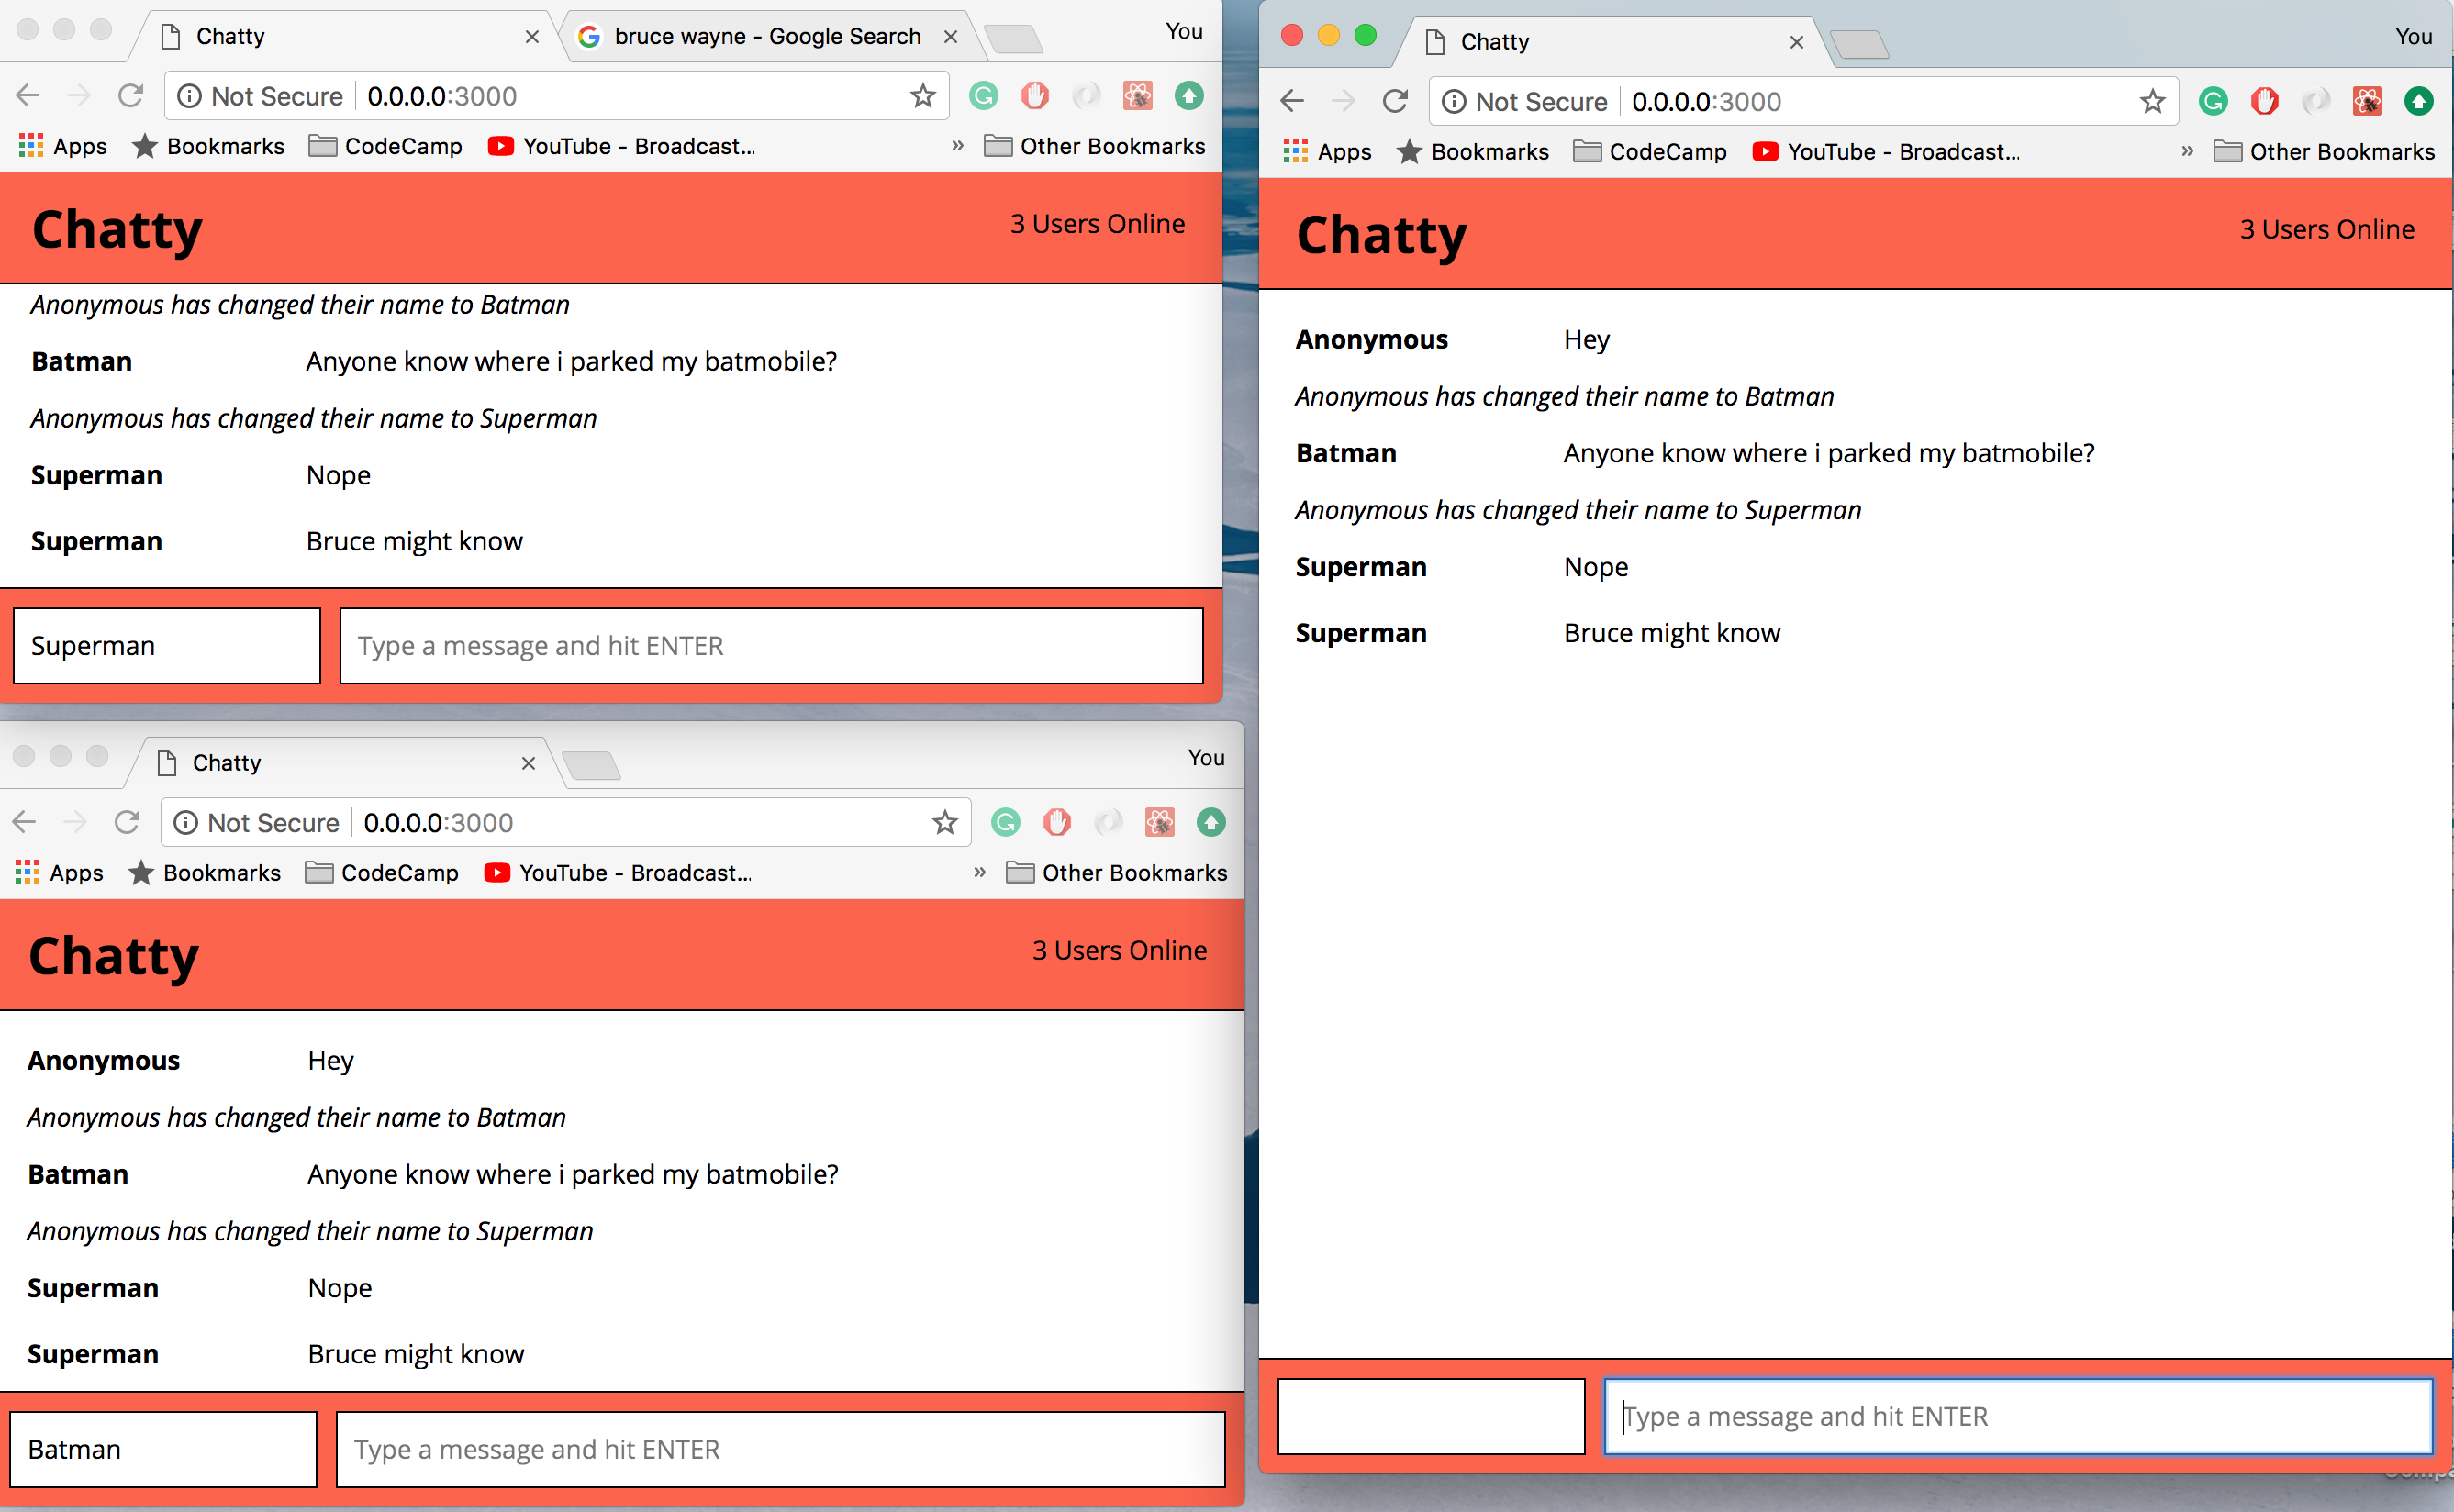 Chatty
bruce wayne - Google Search
You
Not Secure
0.0.0.0:3000
Apps
Bookmarks
CodeCamp
YouTube - Broadcast...
»
Other Bookmarks
Chatty
3 Users Online
Anonymous has changed their name to Batman
Batman Anyone know where i parked my batmobile?
Anonymous has changed their name to Superman
Superman Nope
Superman Bruce might know
Superman
Type a message and hit ENTER
Chatty
You
Not Secure
0.0.0.0:3000
Apps
Bookmarks
CodeCamp
YouTube - Broadcast...
»
Other Bookmarks
Chatty
3 Users Online
Anonymous Hey
Anonymous has changed their name to Batman
Batman Anyone know where i parked my batmobile?
Anonymous has changed their name to Superman
Superman Nope
Superman Bruce might know
Batman
Type a message and hit ENTER
Chatty
You
Not Secure
0.0.0.0:3000
Apps
Bookmarks
CodeCamp
YouTube - Broadcast...
»
Other Bookmarks
Chatty
3 Users Online
Anonymous Hey
Anonymous has changed their name to Batman
Batman Anyone know where i parked my batmobile?
Anonymous has changed their name to Superman
Superman Nope
Superman Bruce might know
Type a message and hit ENTER